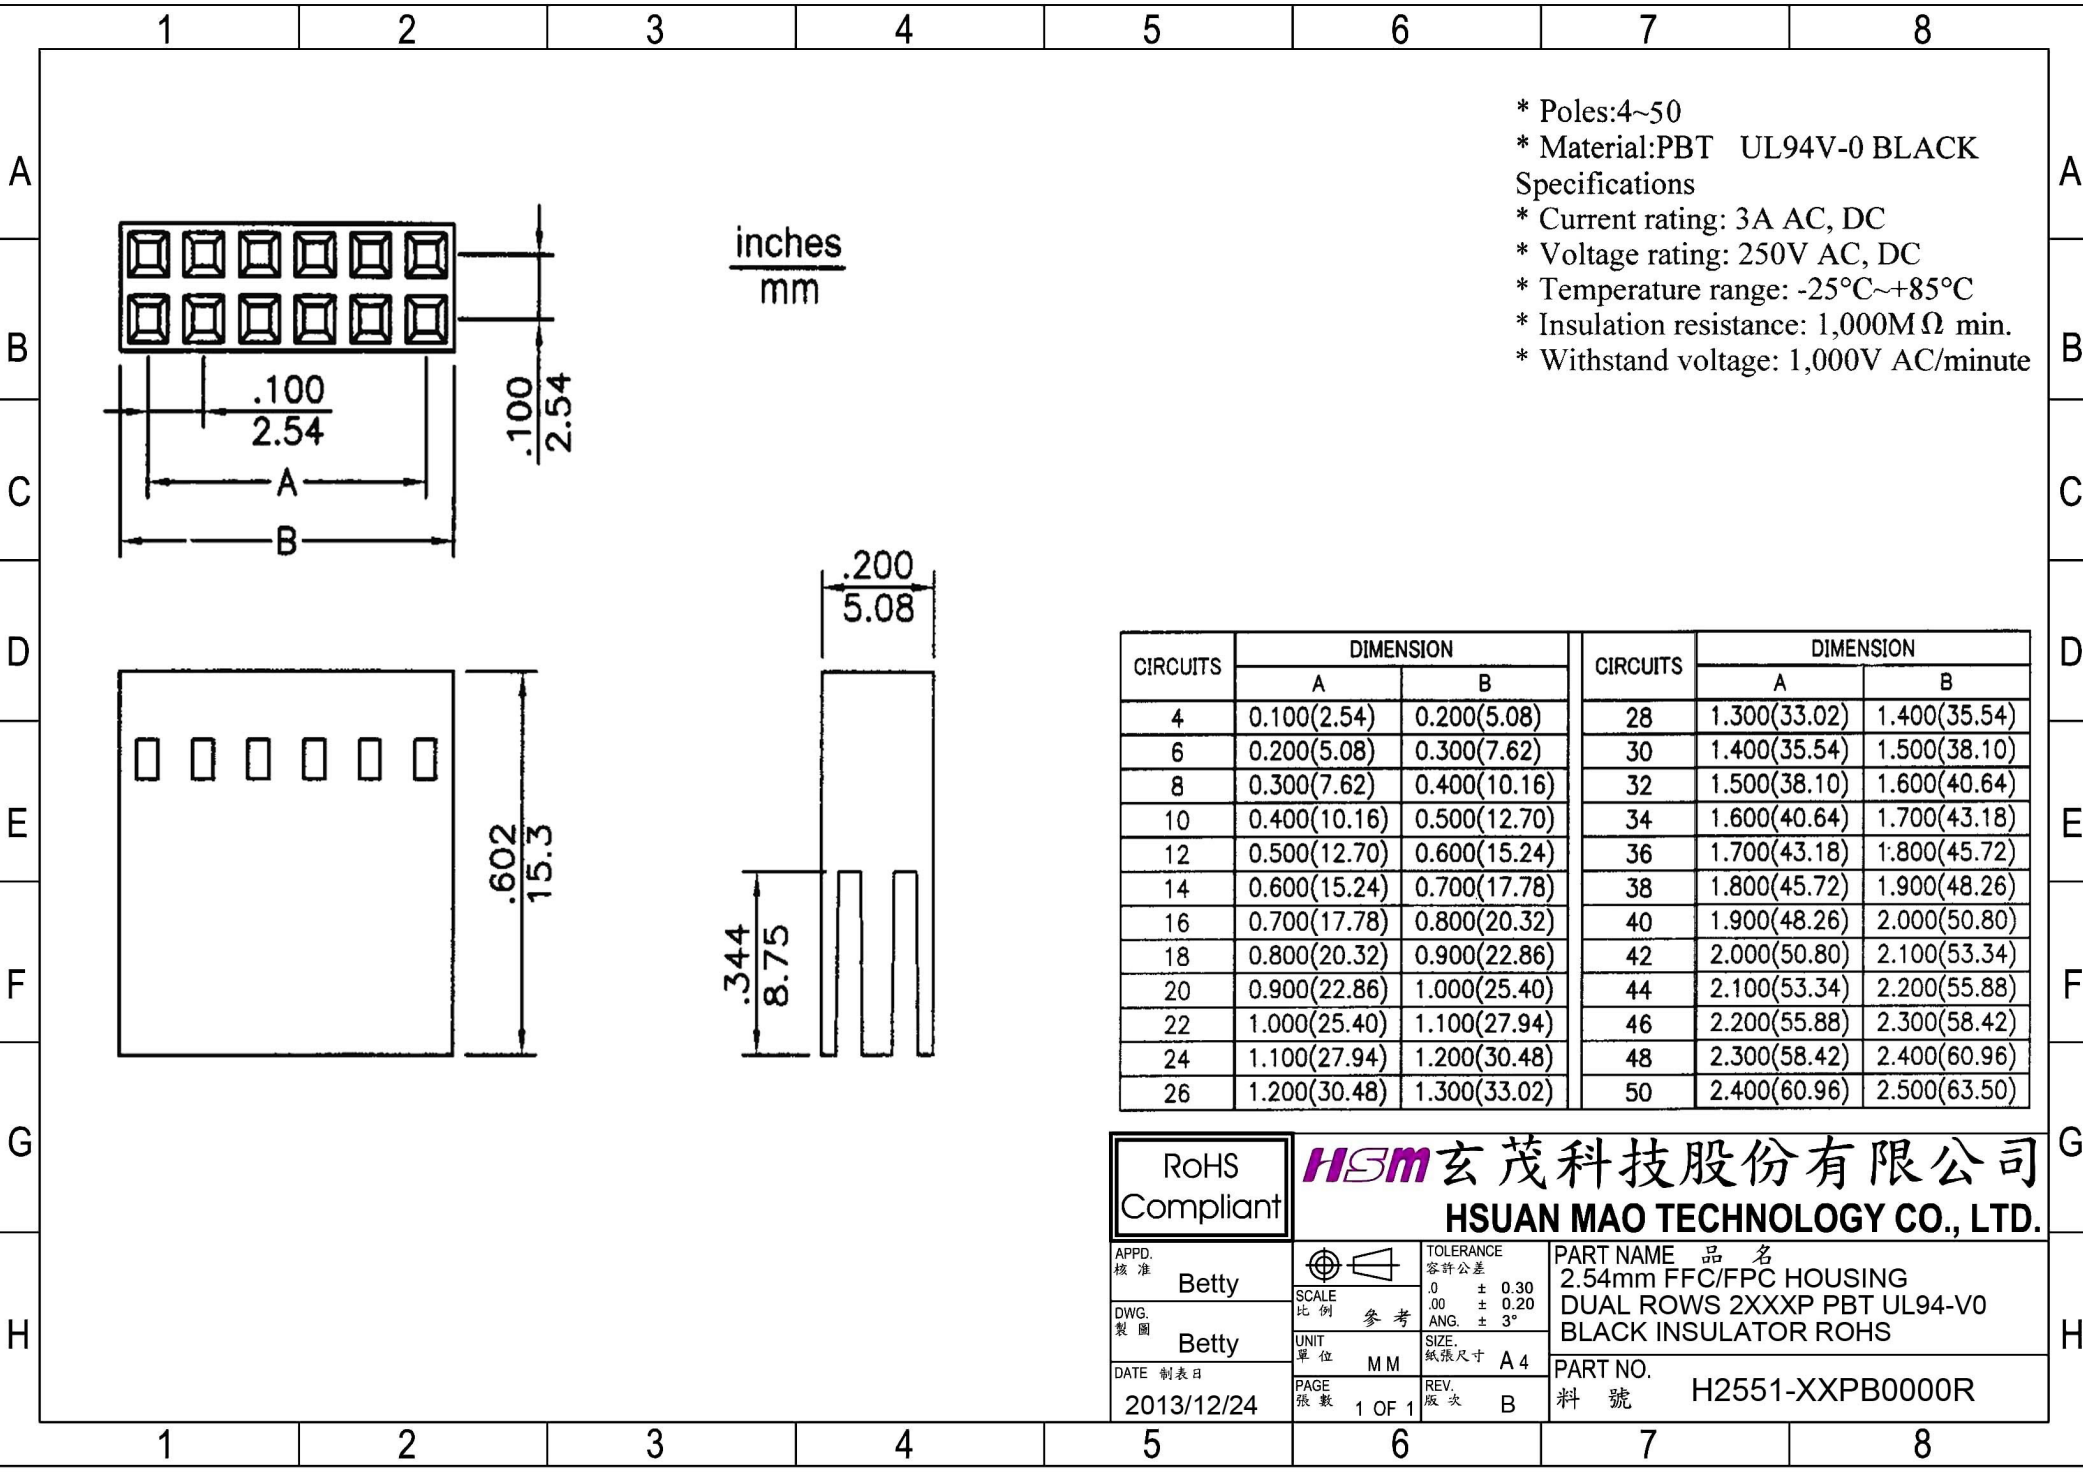 1 2 3 4 5 6 7 8
A A
B B
C C
D D
E E
F F
G G
H H
* Poles:4~50
* Material:PBT UL94V-0 BLACK
Specifications
* Current rating: 3A AC, DC
* Voltage rating: 250V AC, DC
* Temperature range: -25°C~+85°C
* Insulation resistance: 1,000MΩ min.
* Withstand voltage: 1,000V AC/minute
inches
mm
.100
2.54
.100
2.54
A
B
.200
5.08
.602
15.3
.344
8.75
CIRCUITS DIMENSION CIRCUITS DIMENSION
A B A B
4 0.100(2.54) 0.200(5.08) 28 1.300(33.02) 1.400(35.54)
6 0.200(5.08) 0.300(7.62) 30 1.400(35.54) 1.500(38.10)
8 0.300(7.62) 0.400(10.16) 32 1.500(38.10) 1.600(40.64)
10 0.400(10.16) 0.500(12.70) 34 1.600(40.64) 1.700(43.18)
12 0.500(12.70) 0.600(15.24) 36 1.700(43.18) 1.800(45.72)
14 0.600(15.24) 0.700(17.78) 38 1.800(45.72) 1.900(48.26)
16 0.700(17.78) 0.800(20.32) 40 1.900(48.26) 2.000(50.80)
18 0.800(20.32) 0.900(22.86) 42 2.000(50.80) 2.100(53.34)
20 0.900(22.86) 1.000(25.40) 44 2.100(53.34) 2.200(55.88)
22 1.000(25.40) 1.100(27.94) 46 2.200(55.88) 2.300(58.42)
24 1.100(27.94) 1.200(30.48) 48 2.300(58.42) 2.400(60.96)
26 1.200(30.48) 1.300(33.02) 50 2.400(60.96) 2.500(63.50)
RoHS
Compliant
HSM玄茂科技股份有限公司
HSUAN MAO TECHNOLOGY CO., LTD.
APPD.
核准
Betty
DWG.
製圖
Betty
DATE 制表日
2013/12/24
SCALE
比例 參考
UNIT
單位 MM
PAGE
張數 1 OF 1
TOLERANCE
容許公差
.0 ± 0.30
.00 ± 0.20
ANG. ± 3°
SIZE.
紙張尺寸 A4
REV.
版次 B
PART NAME 品名
2.54mm FFC/FPC HOUSING
DUAL ROWS 2XXXP PBT UL94-V0
BLACK INSULATOR ROHS
PART NO.
料號 H2551-XXPB0000R
1 2 3 4 5 6 7 8